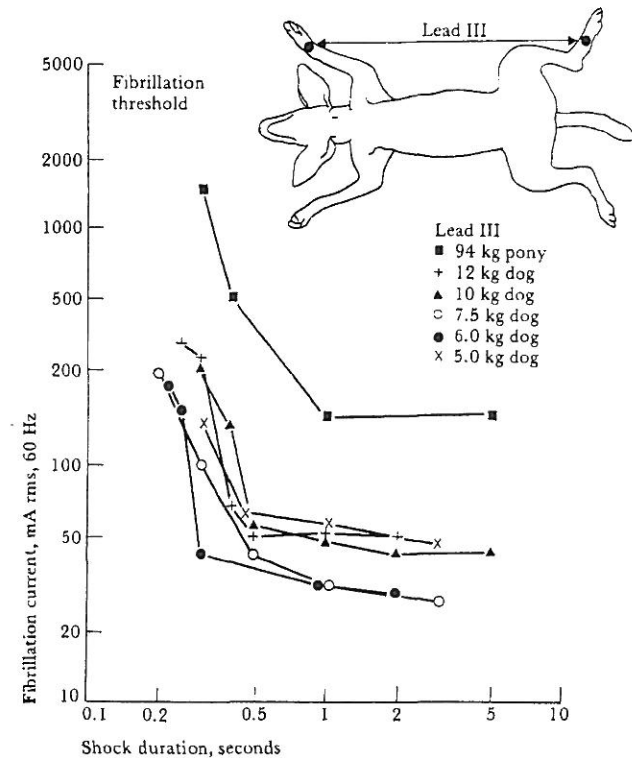 Lead III
Fibrillation
threshold
5000
2000
1000
500
200
100
50
20
10
Fibrillation current, mA rms, 60 Hz
Lead III
■ 94 kg pony
+ 12 kg dog
▲ 10 kg dog
○ 7.5 kg dog
● 6.0 kg dog
× 5.0 kg dog
0.1 0.2 0.5 1 2 5 10
Shock duration, seconds